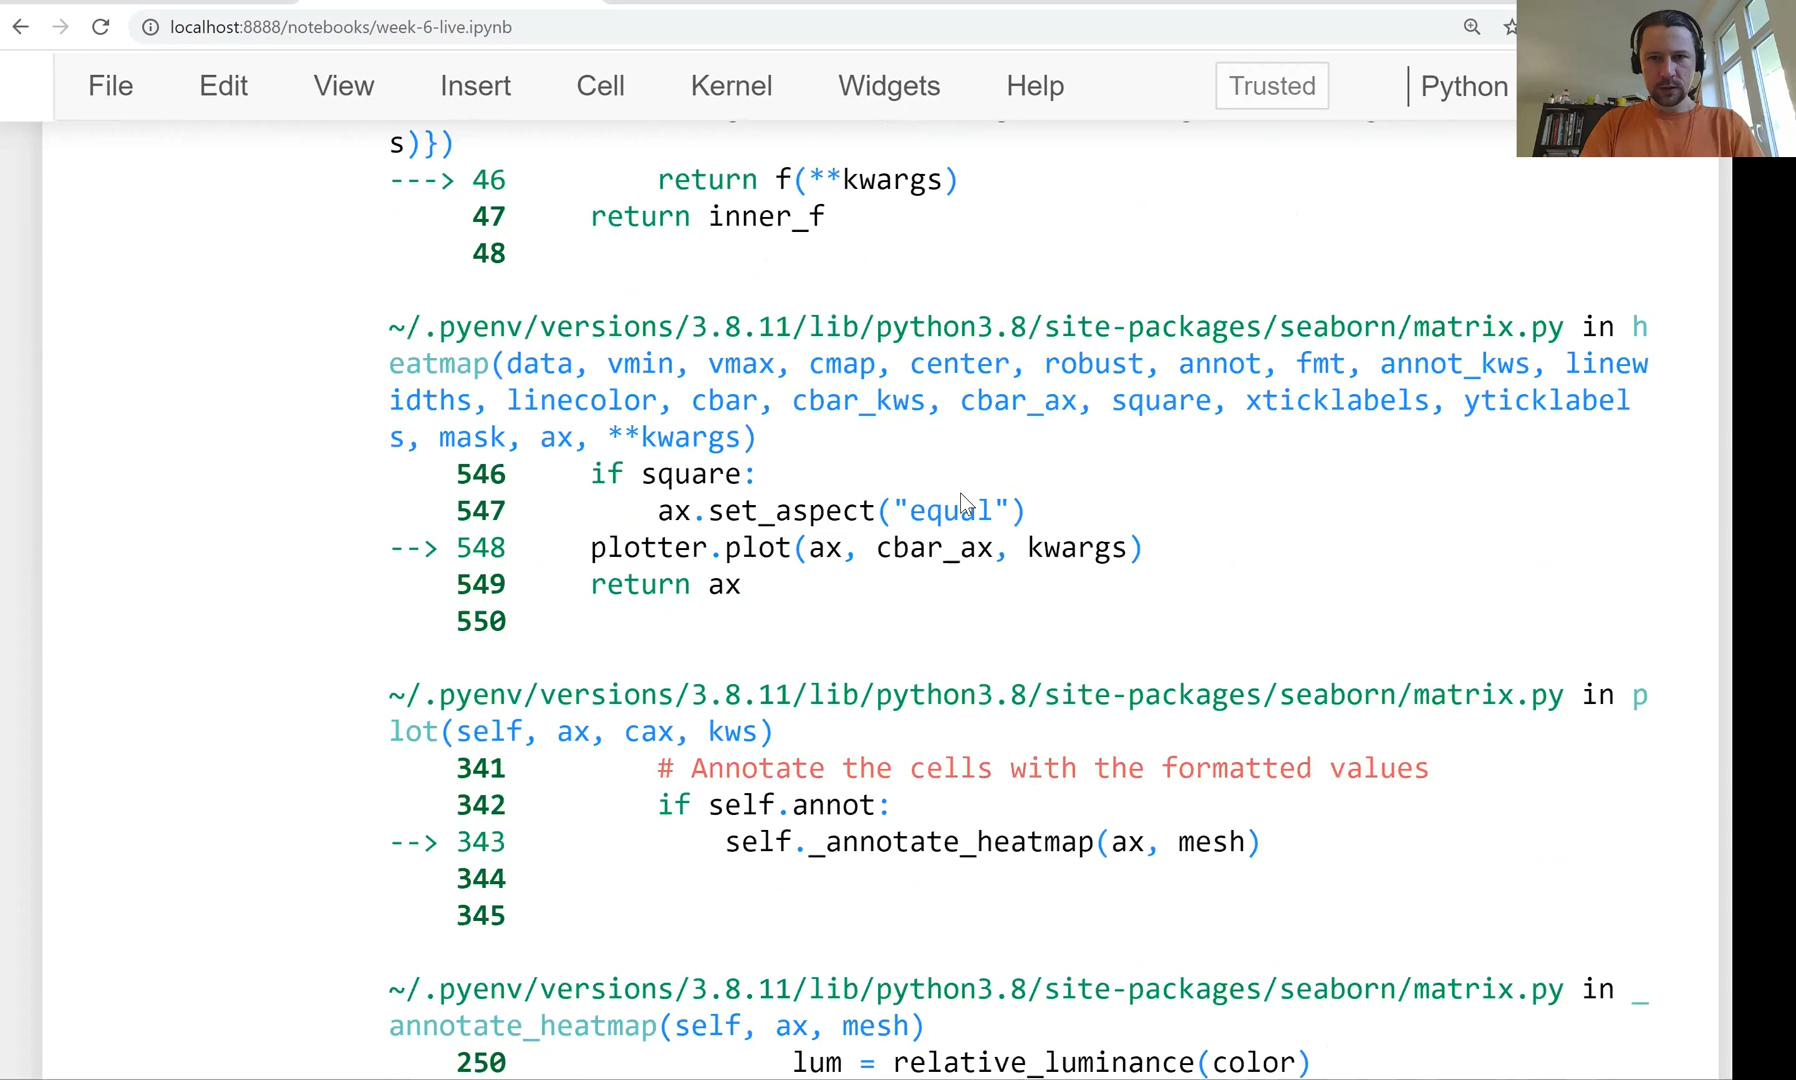 localhost:8888/notebooks/week-6-live.ipynb
File Edit View Insert Cell Kernel Widgets Help Trusted Python
s)})
---> 46         return f(**kwargs)
47     return inner_f
48
~/.pyenv/versions/3.8.11/lib/python3.8/site-packages/seaborn/matrix.py in h
eatmap(data, vmin, vmax, cmap, center, robust, annot, fmt, annot_kws, linew
idths, linecolor, cbar, cbar_kws, cbar_ax, square, xticklabels, yticklabel
s, mask, ax, **kwargs)
546     if square:
547         ax.set_aspect("equal")
--> 548     plotter.plot(ax, cbar_ax, kwargs)
549     return ax
550
~/.pyenv/versions/3.8.11/lib/python3.8/site-packages/seaborn/matrix.py in p
lot(self, ax, cax, kws)
341         # Annotate the cells with the formatted values
342         if self.annot:
--> 343             self._annotate_heatmap(ax, mesh)
344
345
~/.pyenv/versions/3.8.11/lib/python3.8/site-packages/seaborn/matrix.py in _
annotate_heatmap(self, ax, mesh)
250                 lum = relative_luminance(color)